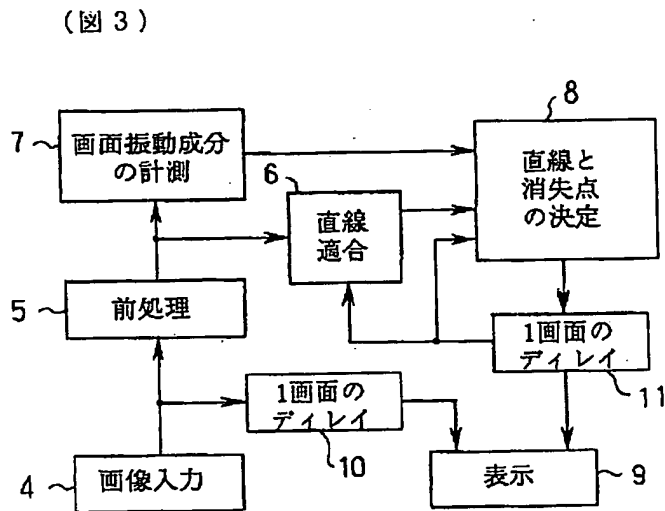 (図3)
8
7
画面振動成分
の計測
直線と
消失点
の決定
6
直線
適合
5
前処理
1画面の
ディレイ
11
1画面の
ディレイ
10
4
画像入力
表示
9